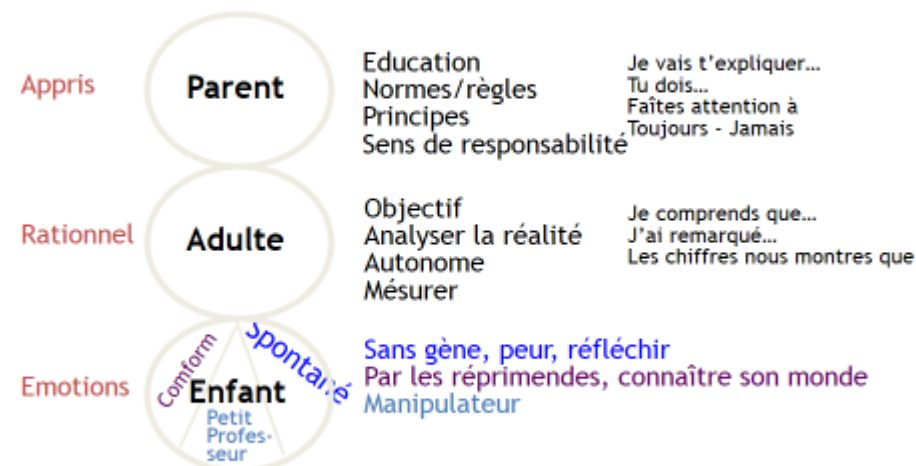 Appris
Parent
Education
Normes/règles
Principes
Sens de responsabilité
Je vais t'expliquer...
Tu dois...
Faîtes attention à
Toujours - Jamais
Rationnel
Adulte
Objectif
Analyser la réalité
Autonome
Mésurer
Je comprends que...
J'ai remarqué...
Les chiffres nous montres que
Emotions
Comform
Spontané
Enfant
Petit
Profes-
seur
Sans gène, peur, réfléchir
Par les réprimendes, connaître son monde
Manipulateur